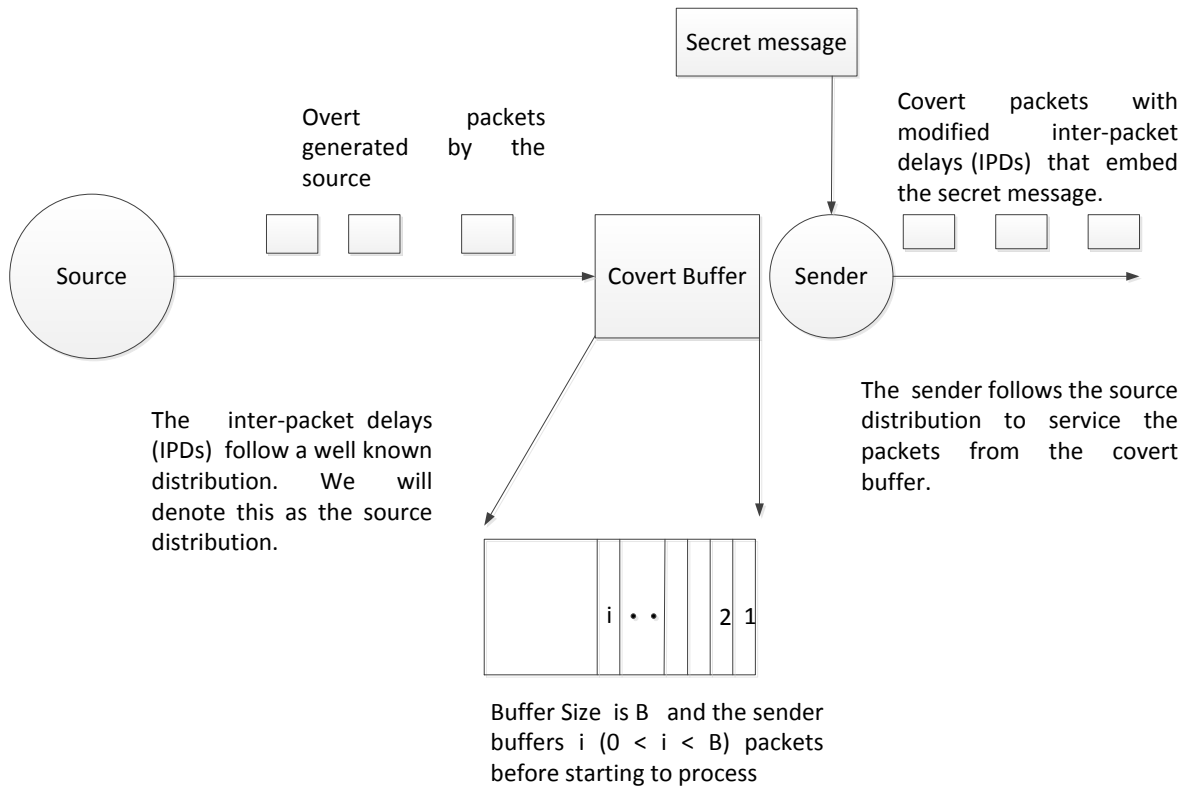 Secret message
Overt packets
generated by the
source
Covert packets with
modified inter-packet
delays (IPDs) that embed
the secret message.
Source
Covert Buffer
Sender
The inter-packet delays
(IPDs) follow a well known
distribution. We will
denote this as the source
distribution.
The sender follows the source
distribution to service the
packets from the covert
buffer.
i • • 2 1
Buffer Size is B and the sender
buffers i (0 < i < B) packets
before starting to process